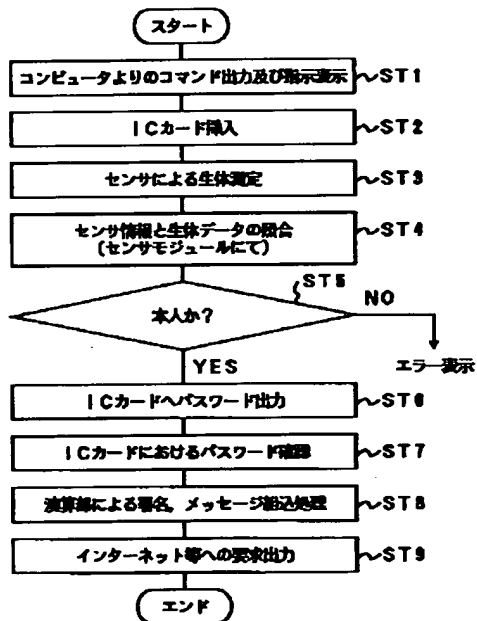 スタート
コンピュータよりのコマンド出力及び指示表示
ST1
ICカード挿入
ST2
センサによる生体測定
ST3
センサ情報と生体データの照合
(センサモジュールにて)
ST4
ST5
本人か?
NO
エラー表示
YES
ICカードへパスワード出力
ST6
ICカードにおけるパスワード確認
ST7
演算部による署名,メッセージ組込処理
ST8
インターネット等への要求出力
ST9
エンド